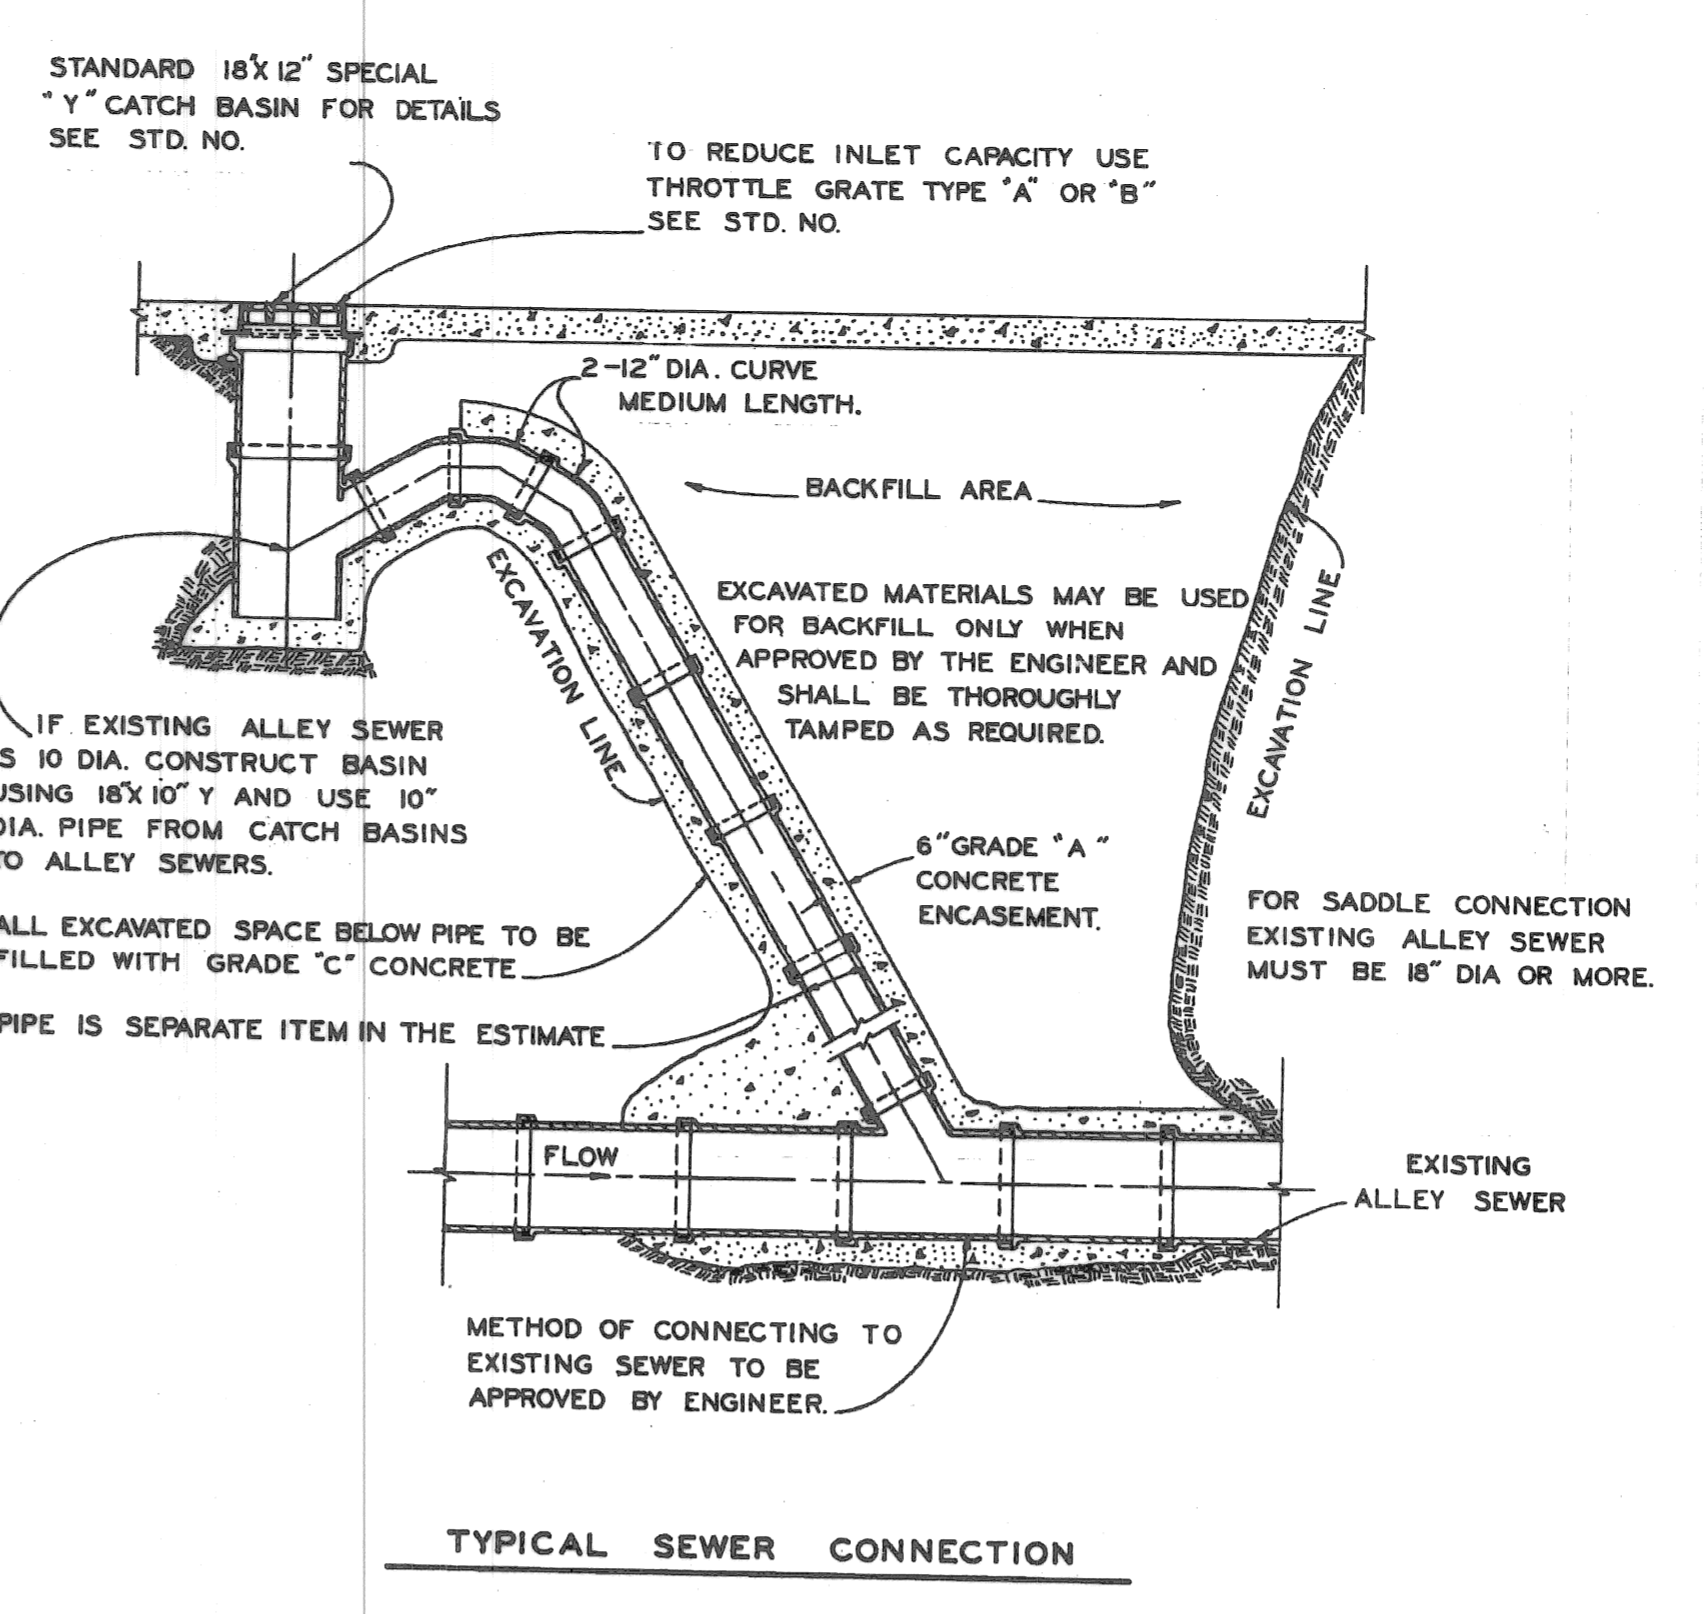 STANDARD 18"X 12" SPECIAL
"Y" CATCH BASIN FOR DETAILS
SEE STD. NO.
TO REDUCE INLET CAPACITY USE
THROTTLE GRATE TYPE "A" OR "B"
SEE STD. NO.
2-12" DIA. CURVE
MEDIUM LENGTH.
BACKFILL AREA
EXCAVATION LINE
EXCAVATED MATERIALS MAY BE USED
FOR BACKFILL ONLY WHEN
APPROVED BY THE ENGINEER AND
SHALL BE THOROUGHLY
TAMPED AS REQUIRED.
EXCAVATION LINE
IF EXISTING ALLEY SEWER
S 10 DIA. CONSTRUCT BASIN
USING 18"X 10" Y AND USE 10"
DIA. PIPE FROM CATCH BASINS
TO ALLEY SEWERS.
6" GRADE "A"
CONCRETE
ENCASEMENT.
FOR SADDLE CONNECTION
EXISTING ALLEY SEWER
MUST BE 18" DIA OR MORE.
ALL EXCAVATED SPACE BELOW PIPE TO BE
FILLED WITH GRADE "C" CONCRETE
PIPE IS SEPARATE ITEM IN THE ESTIMATE
FLOW
EXISTING
ALLEY SEWER
METHOD OF CONNECTING TO
EXISTING SEWER TO BE
APPROVED BY ENGINEER.
TYPICAL SEWER CONNECTION